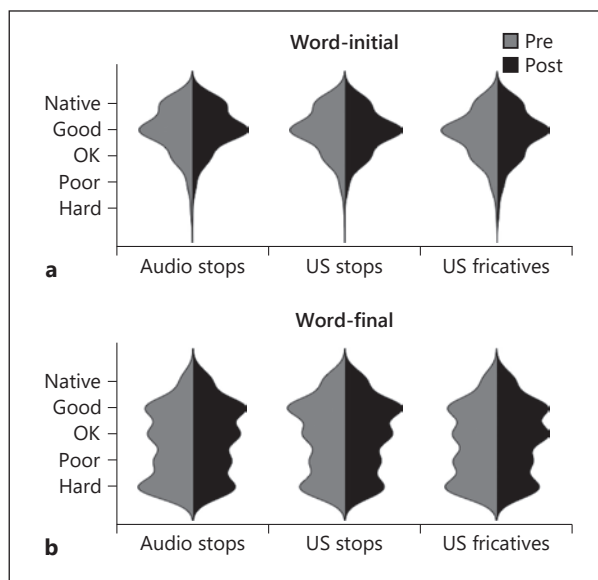 Word-initial
Pre
Post
Native
Good
OK
Poor
Hard
Audio stops US stops US fricatives
a
Word-final
Native
Good
OK
Poor
Hard
Audio stops US stops US fricatives
b